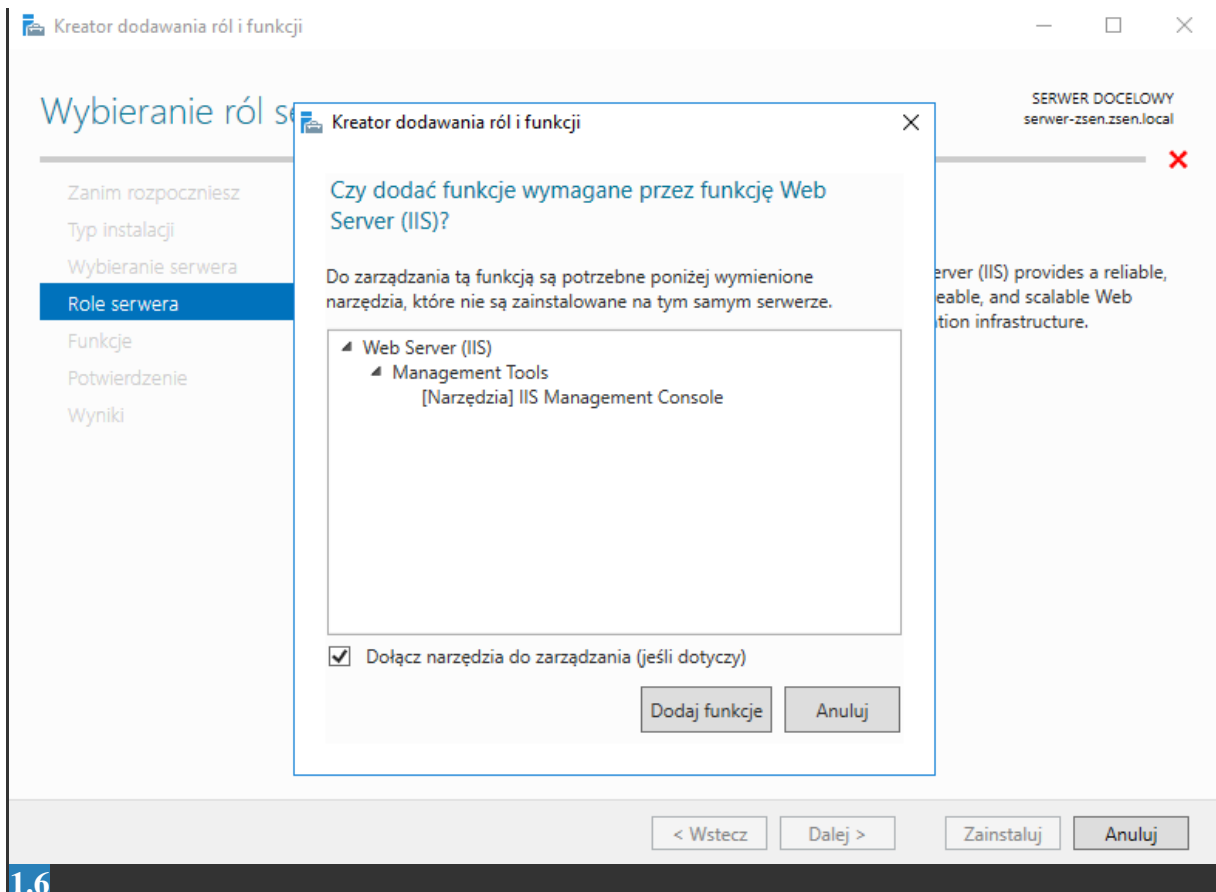 Kreator dodawania ról i funkcji
Wybieranie ról
SERWER DOCELOWY
serwer-zsen.zsen.local
Zanim rozpoczniesz
Typ instalacji
Wybieranie serwera
Role serwera
Funkcje
Potwierdzenie
Wyniki
Kreator dodawania ról i funkcji
Czy dodać funkcje wymagane przez funkcję Web
Server (IIS)?
Do zarządzania tą funkcją są potrzebne poniżej wymienione
narzędzia, które nie są zainstalowane na tym samym serwerze.
Web Server (IIS)
Management Tools
[Narzędzia] IIS Management Console
Dołącz narzędzia do zarządzania (jeśli dotyczy)
Dodaj funkcje
Anuluj
erver (IIS) provides a reliable,
eable, and scalable Web
tion infrastructure.
< Wstecz
Dalej >
Zainstaluj
Anuluj
1.6